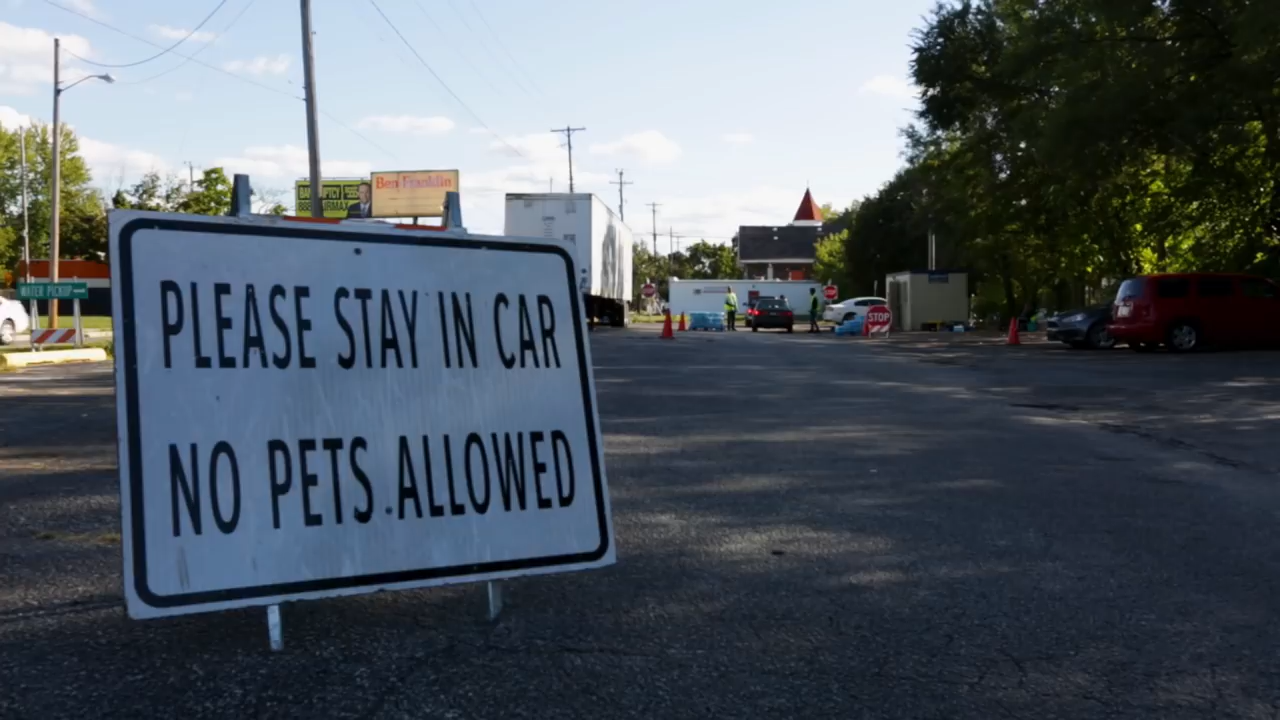 PLEASE STAY IN CAR
NO PETS ALLOWED
Ben Franklin
WATER PICKUP
STOP